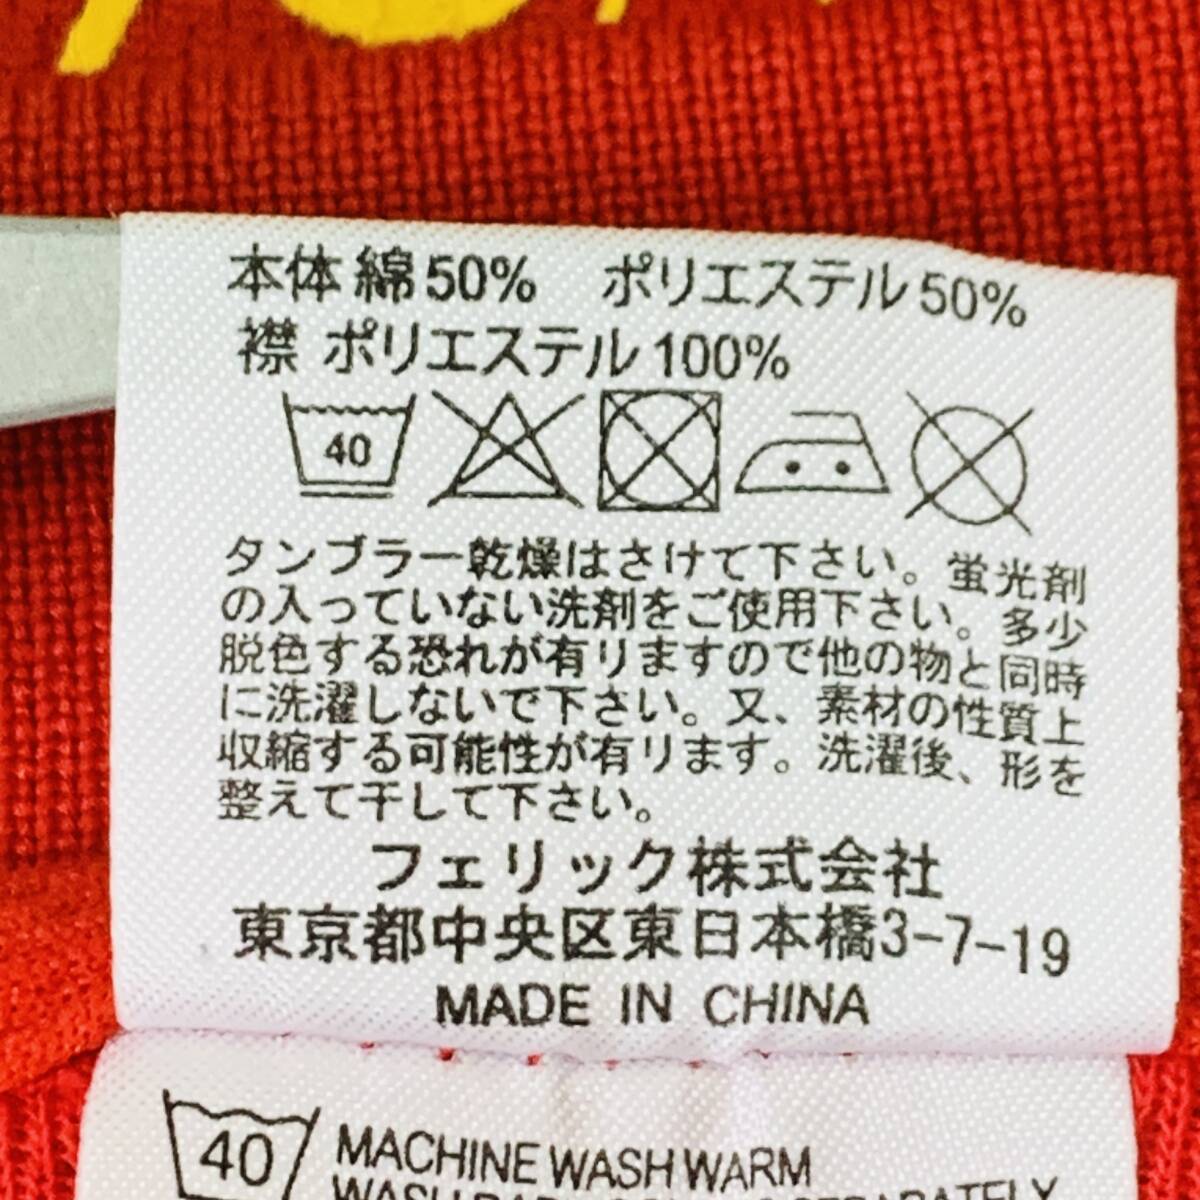 本体 綿50% ポリエステル50%
襟 ポリエステル100%
40
タンブラー乾燥はさけて下さい。蛍光剤
の入っていない洗剤をご使用下さい。多少
脱色する恐れが有りますので他の物と同時
に洗濯しないで下さい。又、素材の性質上
収縮する可能性が有ります。洗濯後、形を
整えて干して下さい。
フェリック株式会社
東京都中央区東日本橋3-7-19
MADE IN CHINA
40 MACHINE WASH WARM
WASH SEPARATELY